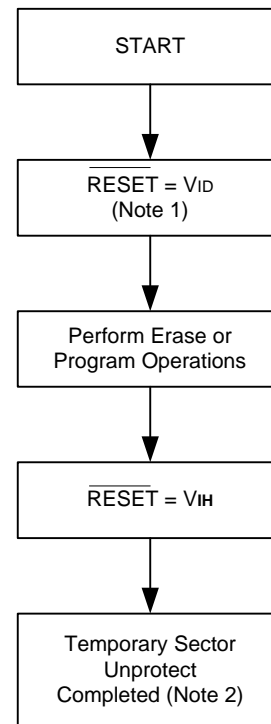 START
RESET = VID
(Note 1)
Perform Erase or
Program Operations
RESET = VIH
Temporary Sector
Unprotect
Completed (Note 2)